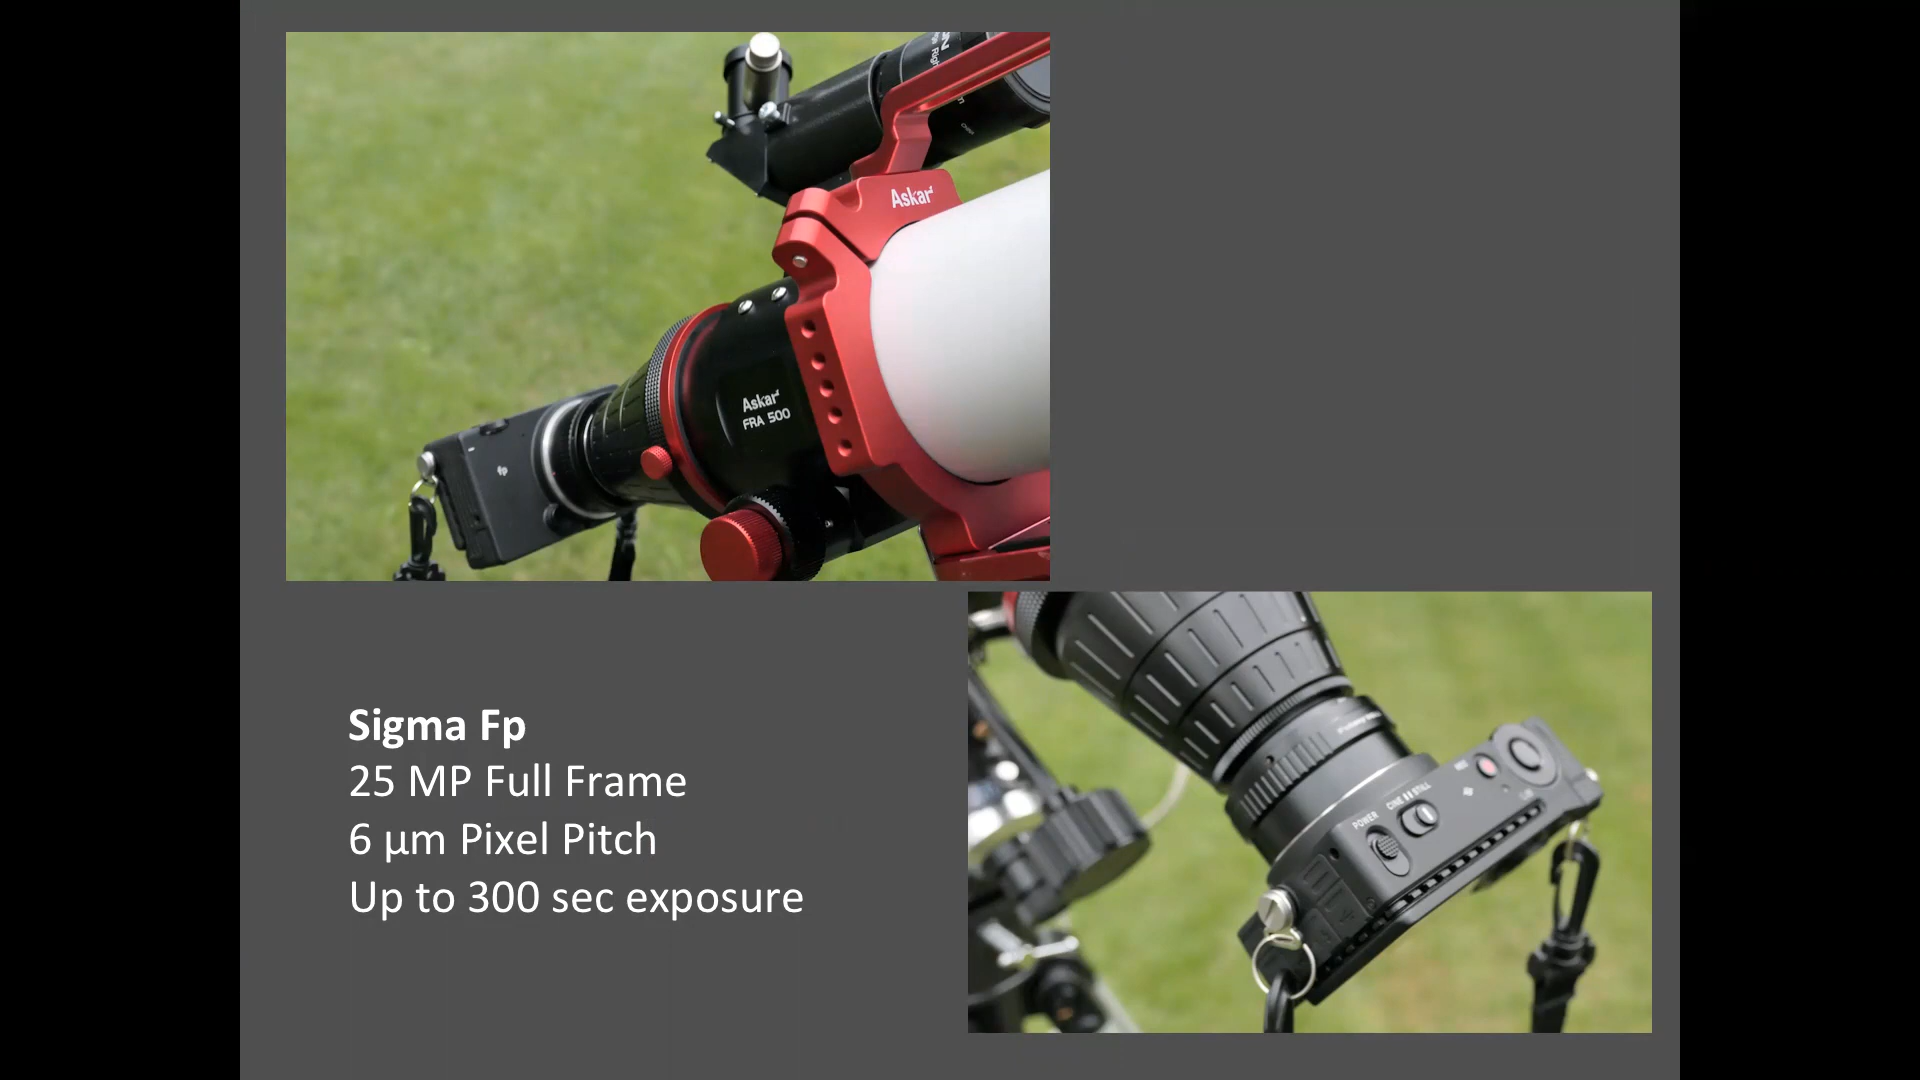 Askar
Askar
FRA 500
fp
Sigma Fp
25 MP Full Frame
6 µm Pixel Pitch
Up to 300 sec exposure
POWER
CINE STILL